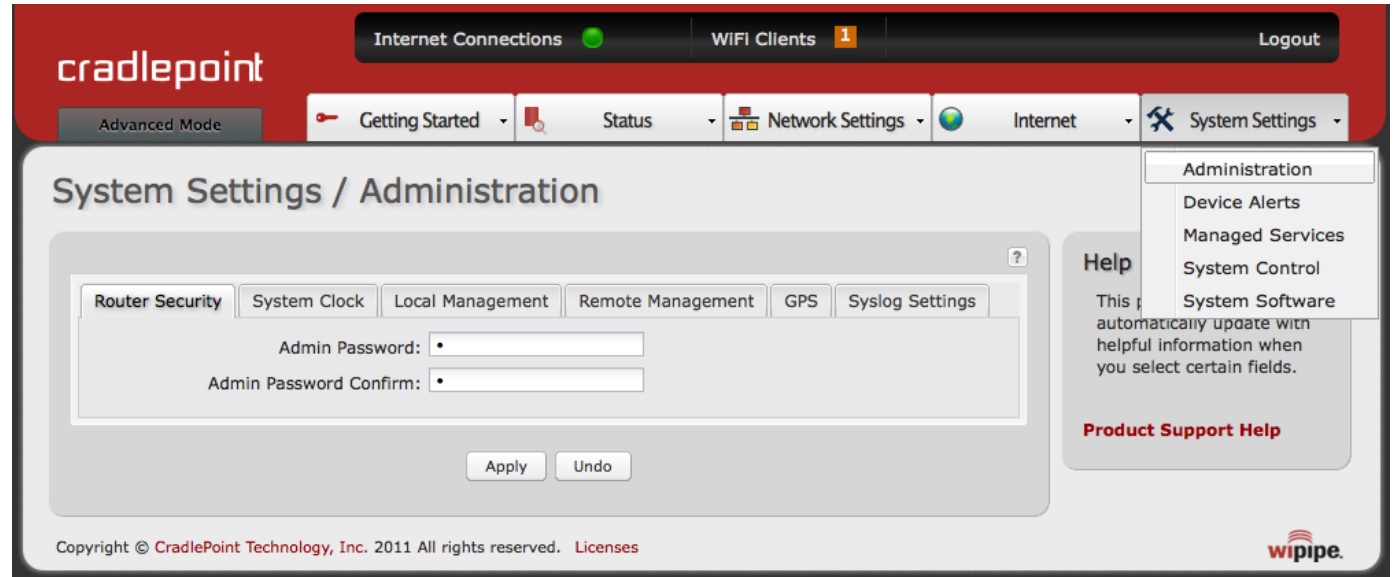 Internet Connections WiFi Clients 1 Logout
cradlepoint
Advanced Mode Getting Started Status Network Settings Internet System Settings
Administration
Device Alerts
Managed Services
System Control
System Software
System Settings / Administration
?
Router Security System Clock Local Management Remote Management GPS Syslog Settings
Admin Password: •
Admin Password Confirm: •
Apply Undo
Help
This
automatically update with
helpful information when
you select certain fields.
Product Support Help
Copyright © CradlePoint Technology, Inc. 2011 All rights reserved. Licenses
wipipe.